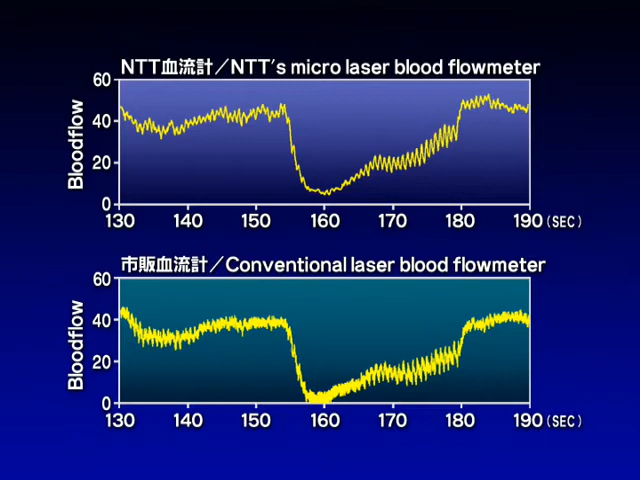 NTT血流計／NTT's micro laser blood flowmeter
Bloodflow
60
40
20
0
130 140 150 160 170 180 190 (SEC)
市販血流計／Conventional laser blood flowmeter
Bloodflow
60
40
20
0
130 140 150 160 170 180 190 (SEC)